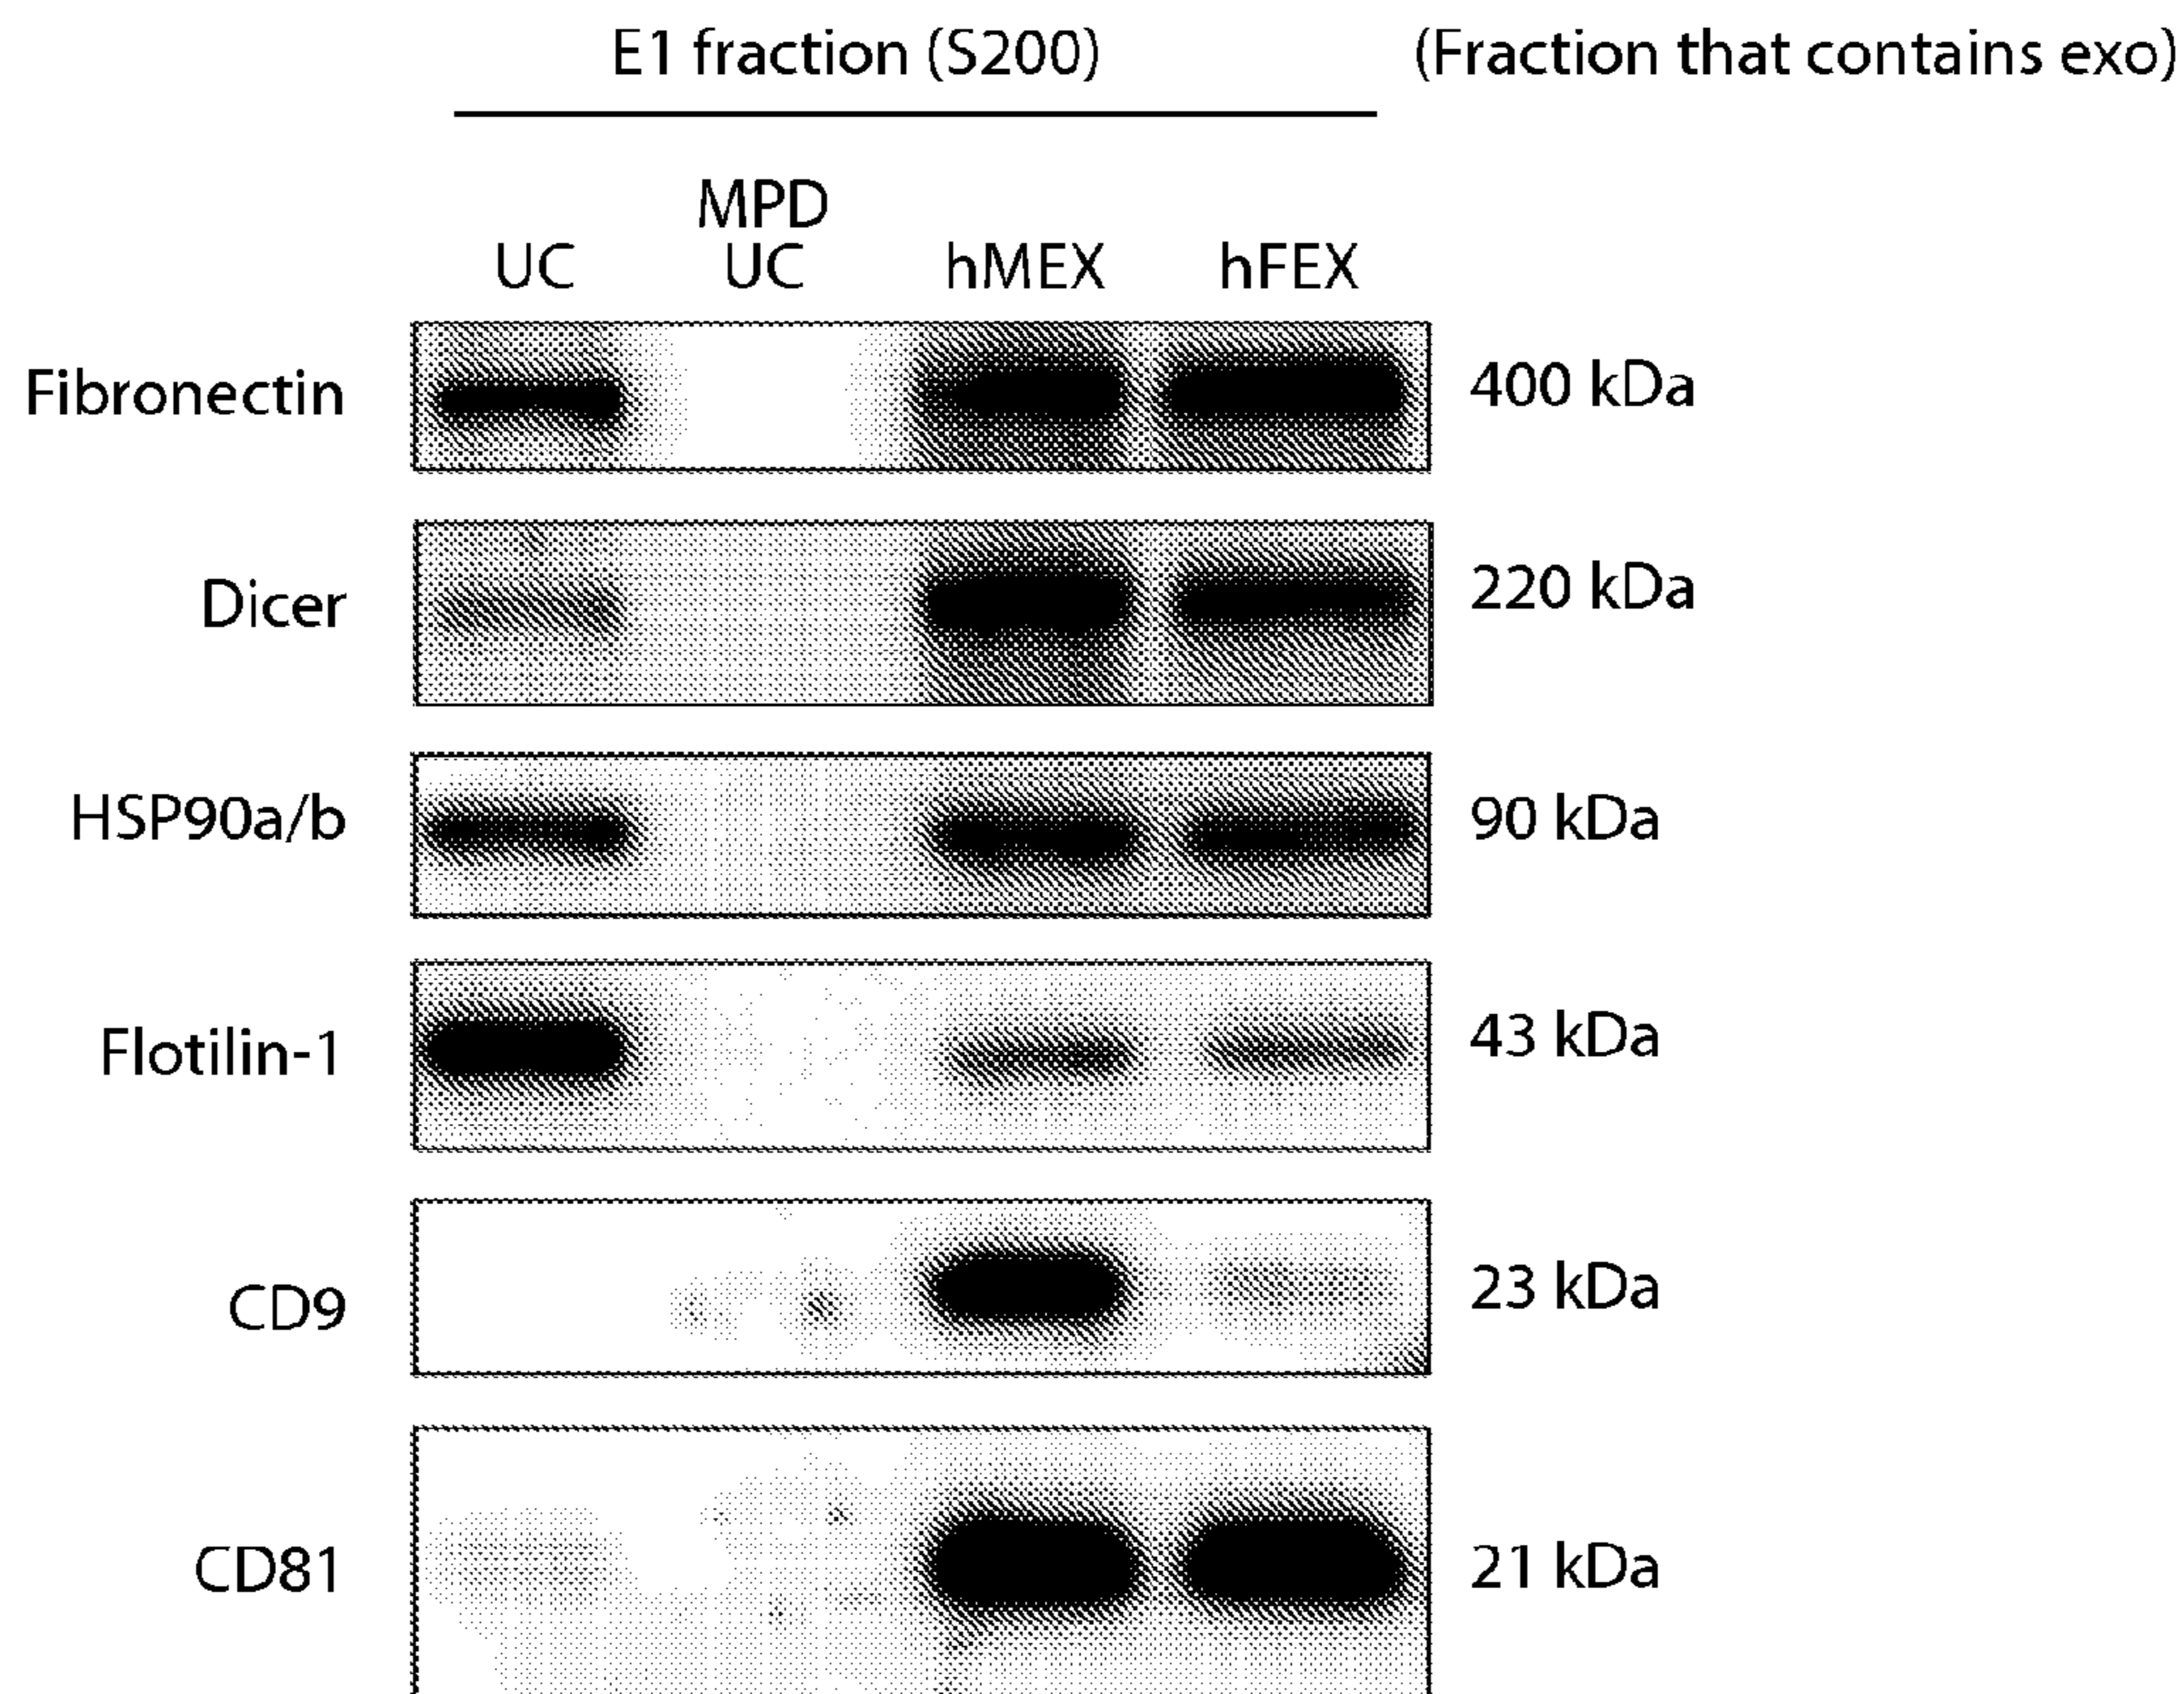 E1 fraction (S200) (Fraction that contains exo)
MPD
UC UC hMEX hFEX
Fibronectin 400 kDa
Dicer 220 kDa
HSP90a/b 90 kDa
Flotilin-1 43 kDa
CD9 23 kDa
CD81 21 kDa